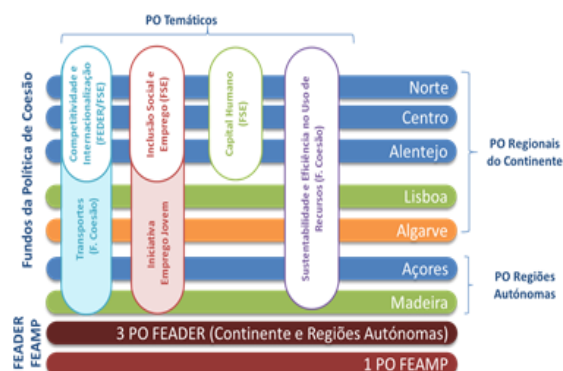 PO Temáticos
Fundos da Política de Coesão
Competitividade e
Internacionalização
(FEDER/FSE)
Transportes
(F. Coesão)
Inclusão Social e
Emprego (FSE)
Iniciativa
Emprego Jovem
Capital Humano
(FSE)
Sustentabilidade e Eficiência no Uso de
Recursos (F. Coesão)
Norte
Centro
Alentejo
Lisboa
Algarve
Açores
Madeira
PO Regionais
do Continente
PO Regiões
Autónomas
FEADER
FEAMP
3 PO FEADER (Continente e Regiões Autónomas)
1 PO FEAMP